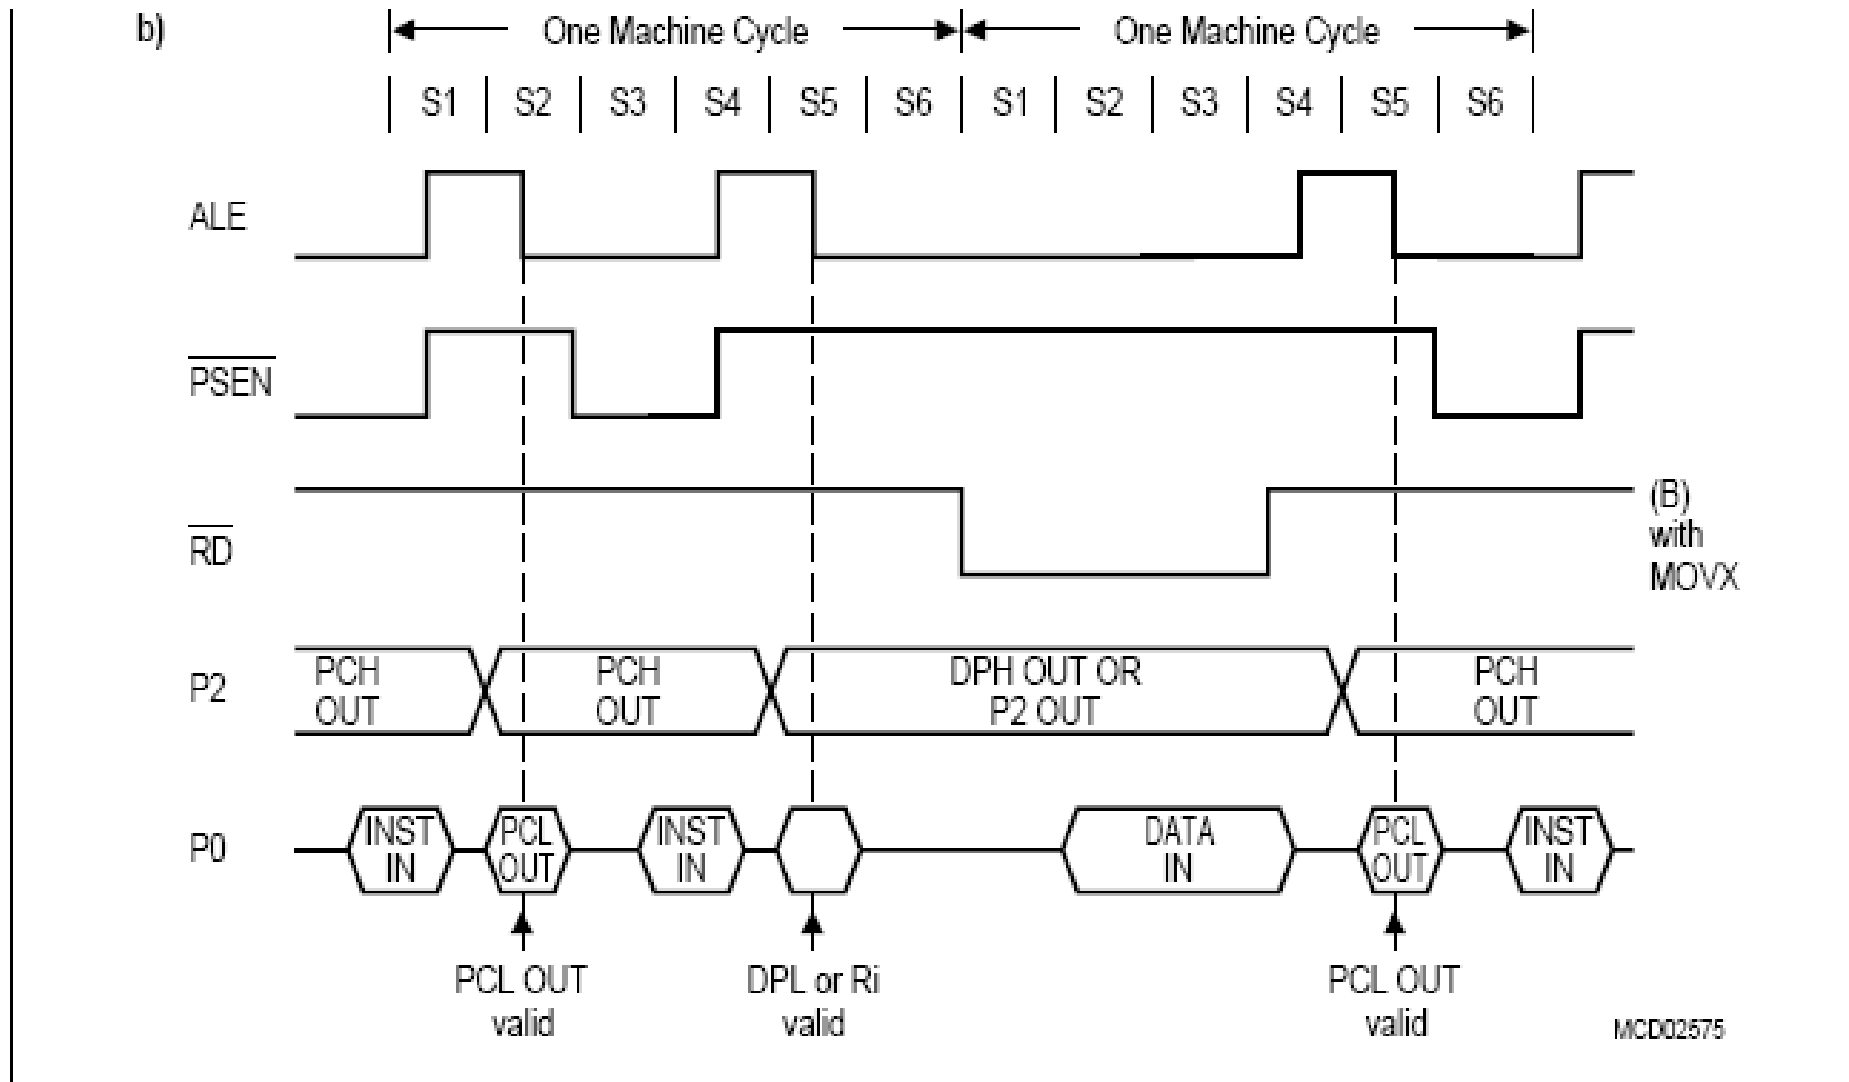 b)
One Machine Cycle
One Machine Cycle
S1 S2 S3 S4 S5 S6 S1 S2 S3 S4 S5 S6
ALE
PSEN
RD
(B)
with
MOVX
P2
PCH
OUT
PCH
OUT
DPH OUT OR
P2 OUT
PCH
OUT
P0
INST
IN
PCL
OUT
INST
IN
DATA
IN
PCL
OUT
INST
IN
PCL OUT
valid
DPL or Ri
valid
PCL OUT
valid
MCD02575